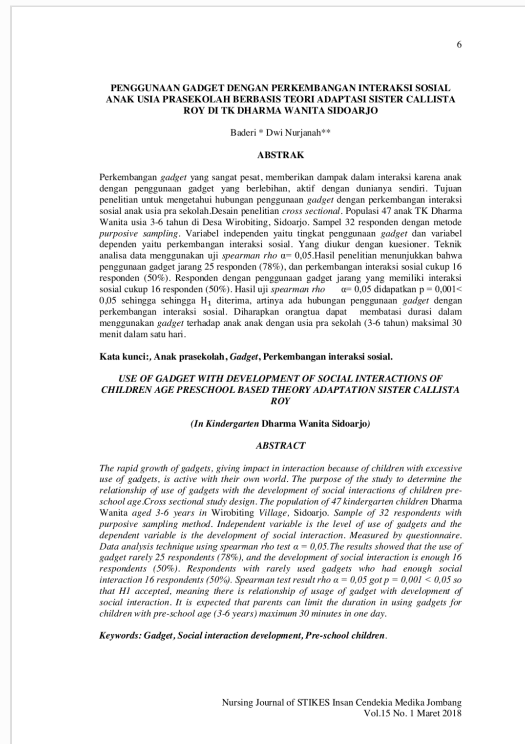 6
PENGGUNAAN GADGET DENGAN PERKEMBANGAN INTERAKSI SOSIAL
ANAK USIA PRASEKOLAH BERBASIS TEORI ADAPTASI SISTER CALLISTA
ROY DI TK DHARMA WANITA SIDOARJO
Baderi * Dwi Nurjanah**
ABSTRAK
Perkembangan gadget yang sangat pesat, memberikan dampak dalam interaksi karena anak
dengan penggunaan gadget yang berlebihan, aktif dengan dunianya sendiri. Tujuan
penelitian untuk mengetahui hubungan penggunaan gadget dengan perkembangan interaksi
sosial anak usia pra sekolah.Desain penelitian cross sectional. Populasi 47 anak TK Dharma
Wanita usia 3-6 tahun di Desa Wirobiting, Sidoarjo. Sampel 32 responden dengan metode
purposive sampling. Variabel independen yaitu tingkat penggunaan gadget dan variabel
dependen yaitu perkembangan interaksi sosial. Yang diukur dengan kuesioner. Teknik
analisa data menggunakan uji spearman rho α= 0,05.Hasil penelitian menunjukkan bahwa
penggunaan gadget jarang 25 responden (78%), dan perkembangan interaksi sosial cukup 16
responden (50%). Responden dengan penggunaan gadget jarang yang memiliki interaksi
sosial cukup 16 responden (50%). Hasil uji spearman rho α= 0,05 didapatkan p = 0,001<
0,05 sehingga sehingga H1 diterima, artinya ada hubungan penggunaan gadget dengan
perkembangan interaksi sosial. Diharapkan orangtua dapat membatasi durasi dalam
menggunakan gadget terhadap anak anak dengan usia pra sekolah (3-6 tahun) maksimal 30
menit dalam satu hari.
Kata kunci:, Anak prasekolah, Gadget, Perkembangan interaksi sosial.
USE OF GADGET WITH DEVELOPMENT OF SOCIAL INTERACTIONS OF
CHILDREN AGE PRESCHOOL BASED THEORY ADAPTATION SISTER CALLISTA
ROY
(In Kindergarten Dharma Wanita Sidoarjo)
ABSTRACT
The rapid growth of gadgets, giving impact in interaction because of children with excessive
use of gadgets, is active with their own world. The purpose of the study to determine the
relationship of use of gadgets with the development of social interactions of children pre-
school age.Cross sectional study design. The population of 47 kindergarten children Dharma
Wanita aged 3-6 years in Wirobiting Village, Sidoarjo. Sample of 32 respondents with
purposive sampling method. Independent variable is the level of use of gadgets and the
dependent variable is the development of social interaction. Measured by questionnaire.
Data analysis technique using spearman rho test α = 0,05.The results showed that the use of
gadget rarely 25 respondents (78%), and the development of social interaction is enough 16
respondents (50%). Respondents with rarely used gadgets who had enough social
interaction 16 respondents (50%). Spearman test result rho α = 0,05 got p = 0,001 < 0,05 so
that H1 accepted, meaning there is relationship of usage of gadget with development of
social interaction. It is expected that parents can limit the duration in using gadgets for
children with pre-school age (3-6 years) maximum 30 minutes in one day.
Keywords: Gadget, Social interaction development, Pre-school children.
Nursing Journal of STIKES Insan Cendekia Medika Jombang
Vol.15 No. 1 Maret 2018